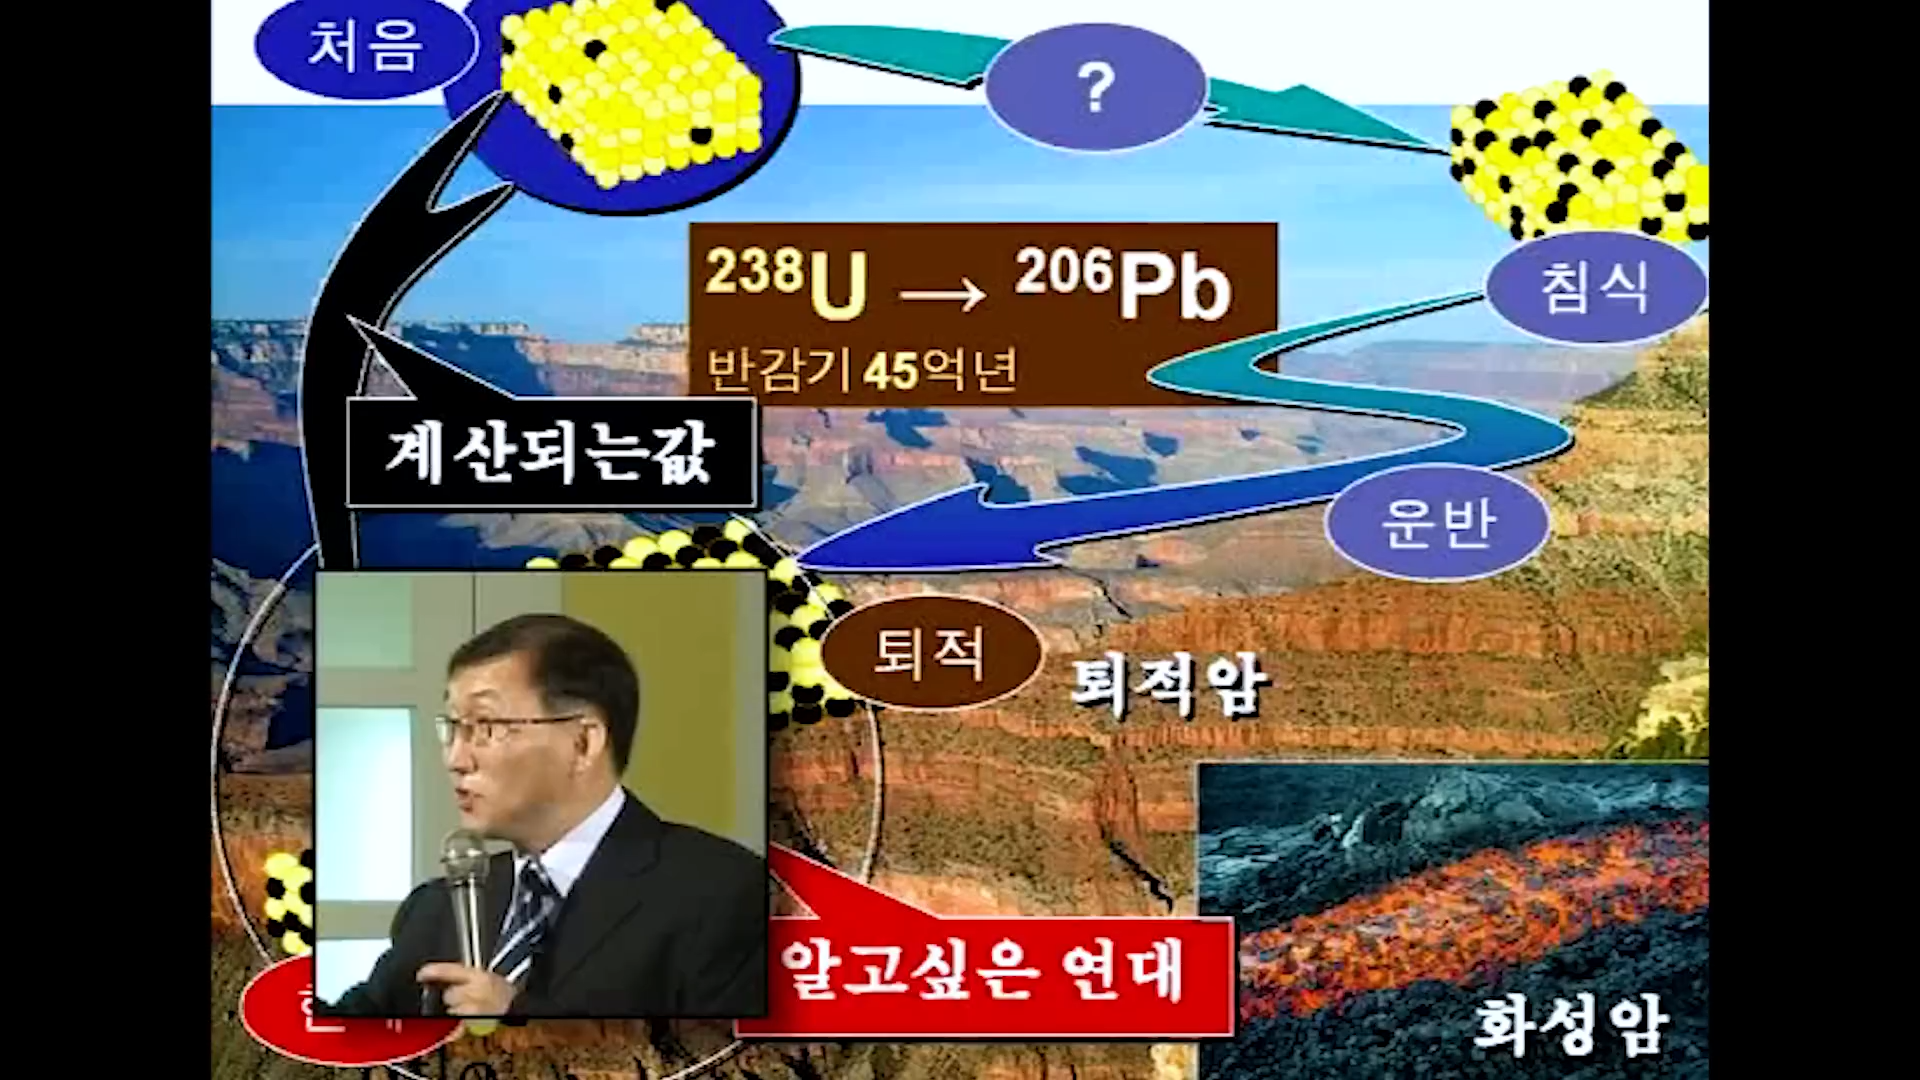 처음
?
침식
238U → 206Pb
반감기 45억년
계산되는값
운반
퇴적
퇴적암
알고싶은 연대
화성암